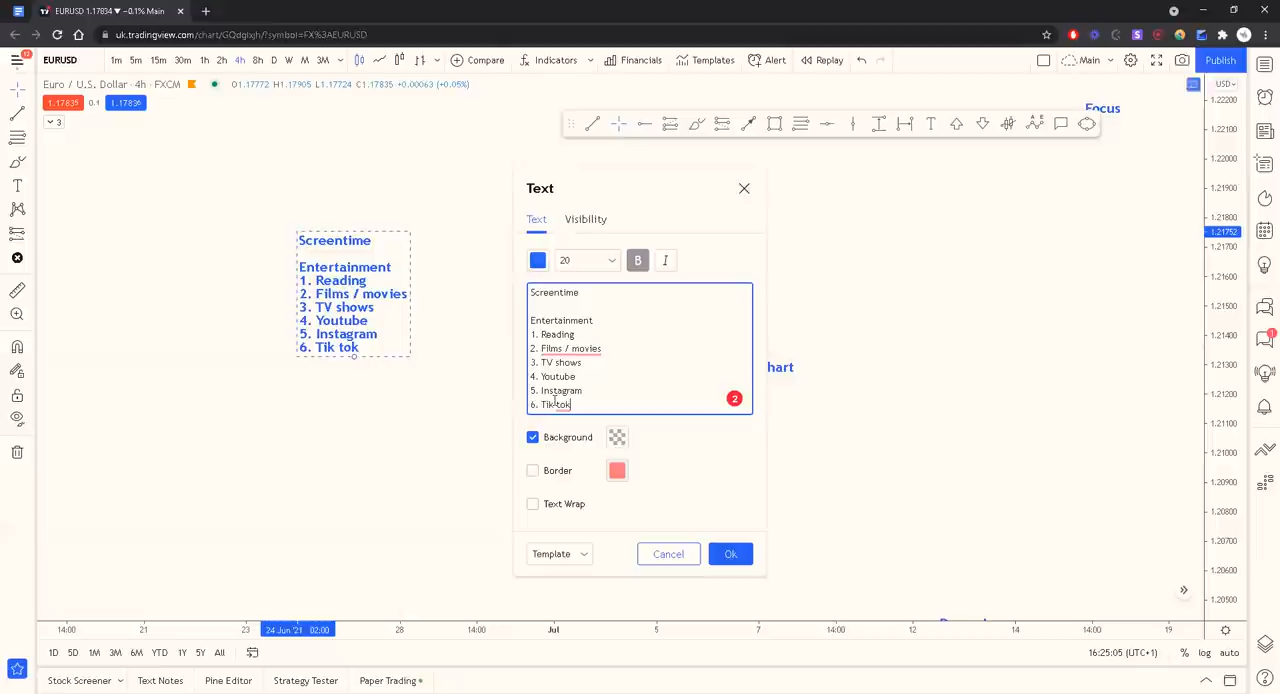 EURUSD 1.17834 ▼ −0.1% Main
uk.tradingview.com/chart/GQdglxjh/?symbol=FX%3AEURUSD
EURUSD 1m 5m 15m 30m 1h 2h 4h 8h D W M 3M Compare Indicators Financials Templates Alert Replay Main Publish
Euro / U.S. Dollar · 4h · FXCM O1.17772 H1.17905 L1.17724 C1.17835 +0.00063 (+0.05%) USD
1.17835 0.1 1.17836
3
Focus
Text
Text Visibility
20 B I
Screentime
Entertainment
1. Reading
2. Films / movies
3. TV shows
4. Youtube
5. Instagram
6. Tik tok
Screentime
Entertainment
1. Reading
2. Films / movies
3. TV shows
4. Youtube
5. Instagram
6. Tik tok
2
hart
Background
Border
Text Wrap
Template Cancel Ok
1.22200
1.22100
1.22000
1.21900
1.21800
1.21752
1.21700
1.21600
1.21500
1.21400
1.21300
1.21200
1.21100
1.21000
1.20900
1.20800
1.20700
1.20600
1.20500
14:00 21 23 24 Jun '21 02:00 28 14:00 Jul 5 7 14:00 12 14 14:00 19
1D 5D 1M 3M 6M YTD 1Y 5Y All 16:25:05 (UTC+1) % log auto
Stock Screener Text Notes Pine Editor Strategy Tester Paper Trading